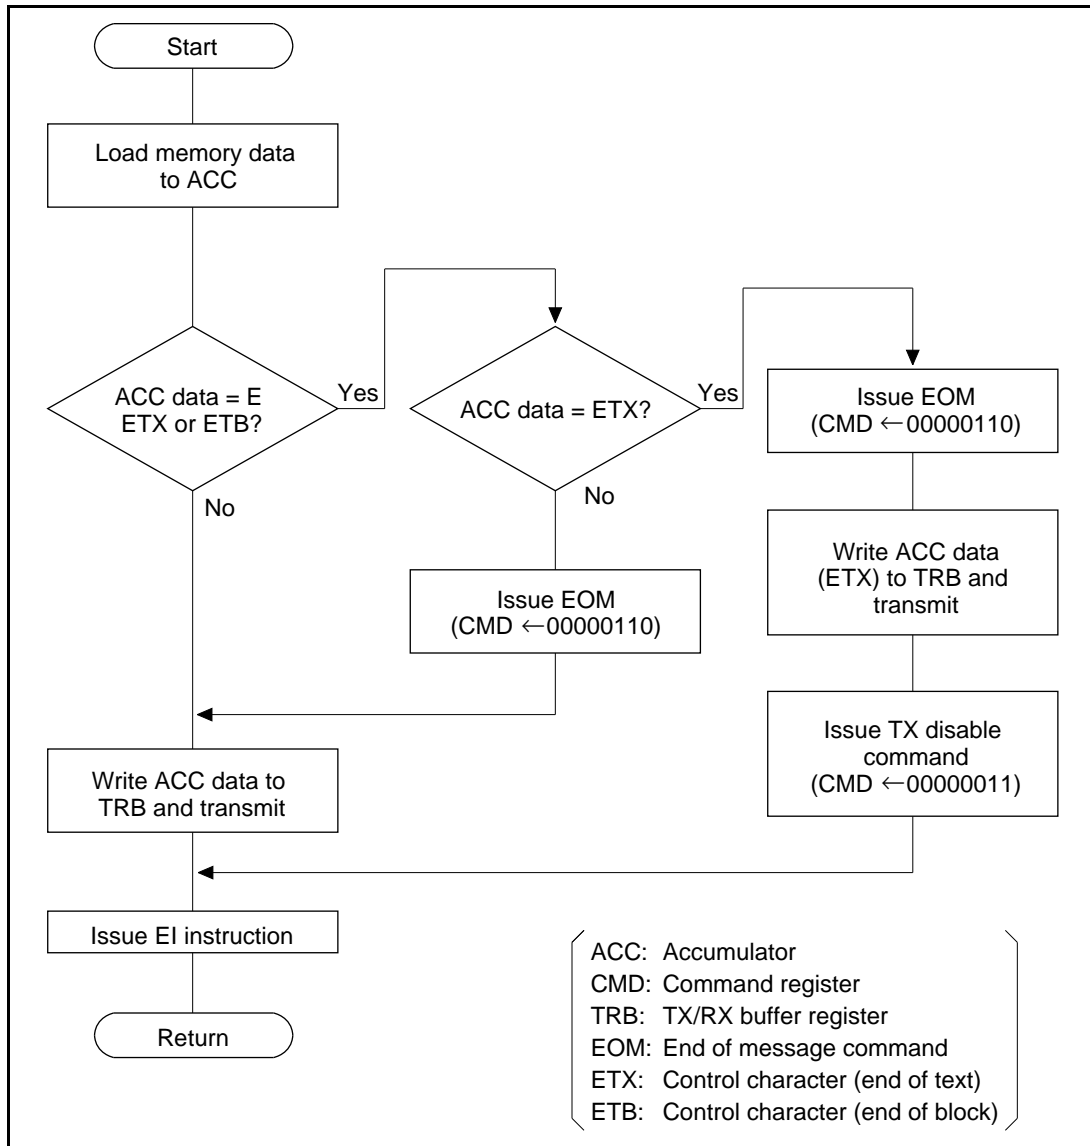 Start
Load memory data
to ACC
ACC data = E
ETX or ETB?
Yes
No
ACC data = ETX?
Yes
No
Issue EOM
(CMD ←00000110)
Write ACC data
(ETX) to TRB and
transmit
Issue EOM
(CMD ←00000110)
Issue TX disable
command
(CMD ←00000011)
Write ACC data to
TRB and transmit
Issue EI instruction
Return
ACC: Accumulator
CMD: Command register
TRB: TX/RX buffer register
EOM: End of message command
ETX: Control character (end of text)
ETB: Control character (end of block)